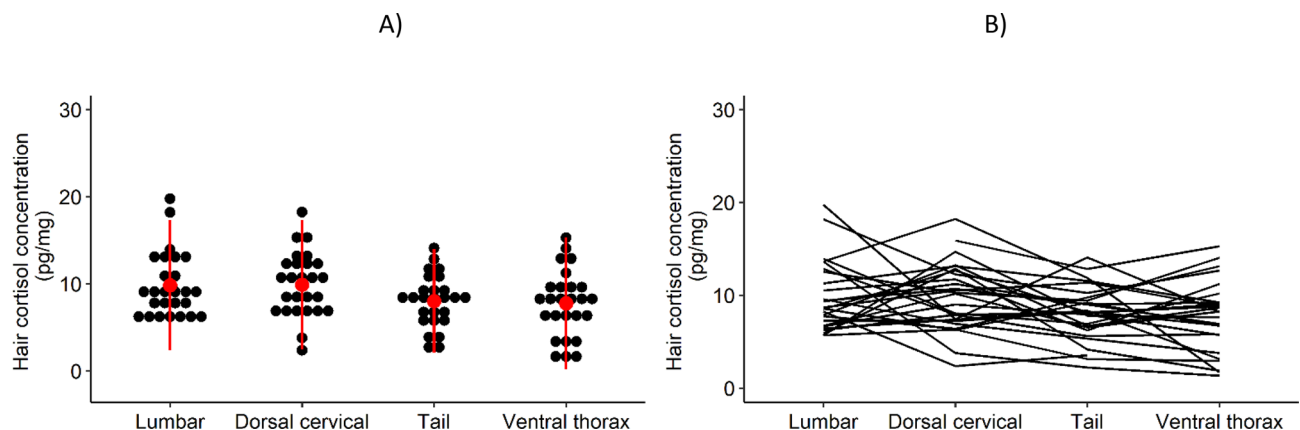 A)
Hair cortisol concentration
(pg/mg)
30
20
10
0
Lumbar
Dorsal cervical
Tail
Ventral thorax
B)
Hair cortisol concentration
(pg/mg)
30
20
10
0
Lumbar
Dorsal cervical
Tail
Ventral thorax